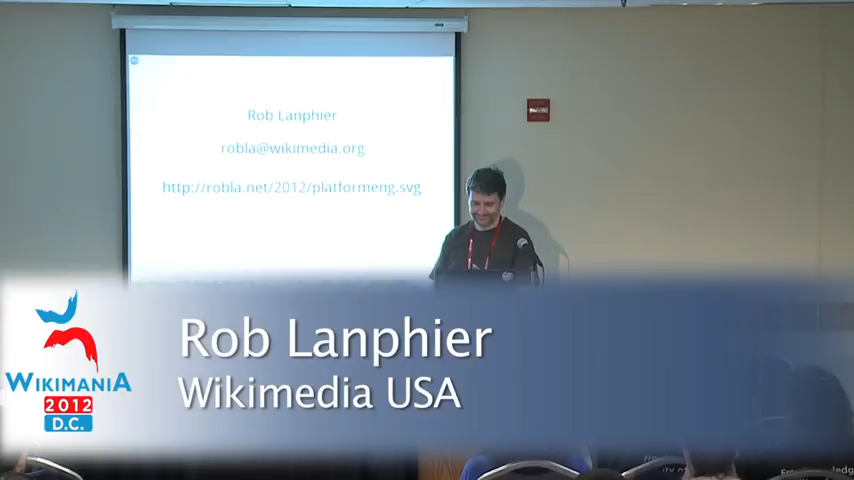 Rob Lanphier
robla@wikimedia.org
http://robla.net/2012/platformeng.svg
Rob Lanphier
Wikimedia USA
WIKIMANIA
2012
D.C.